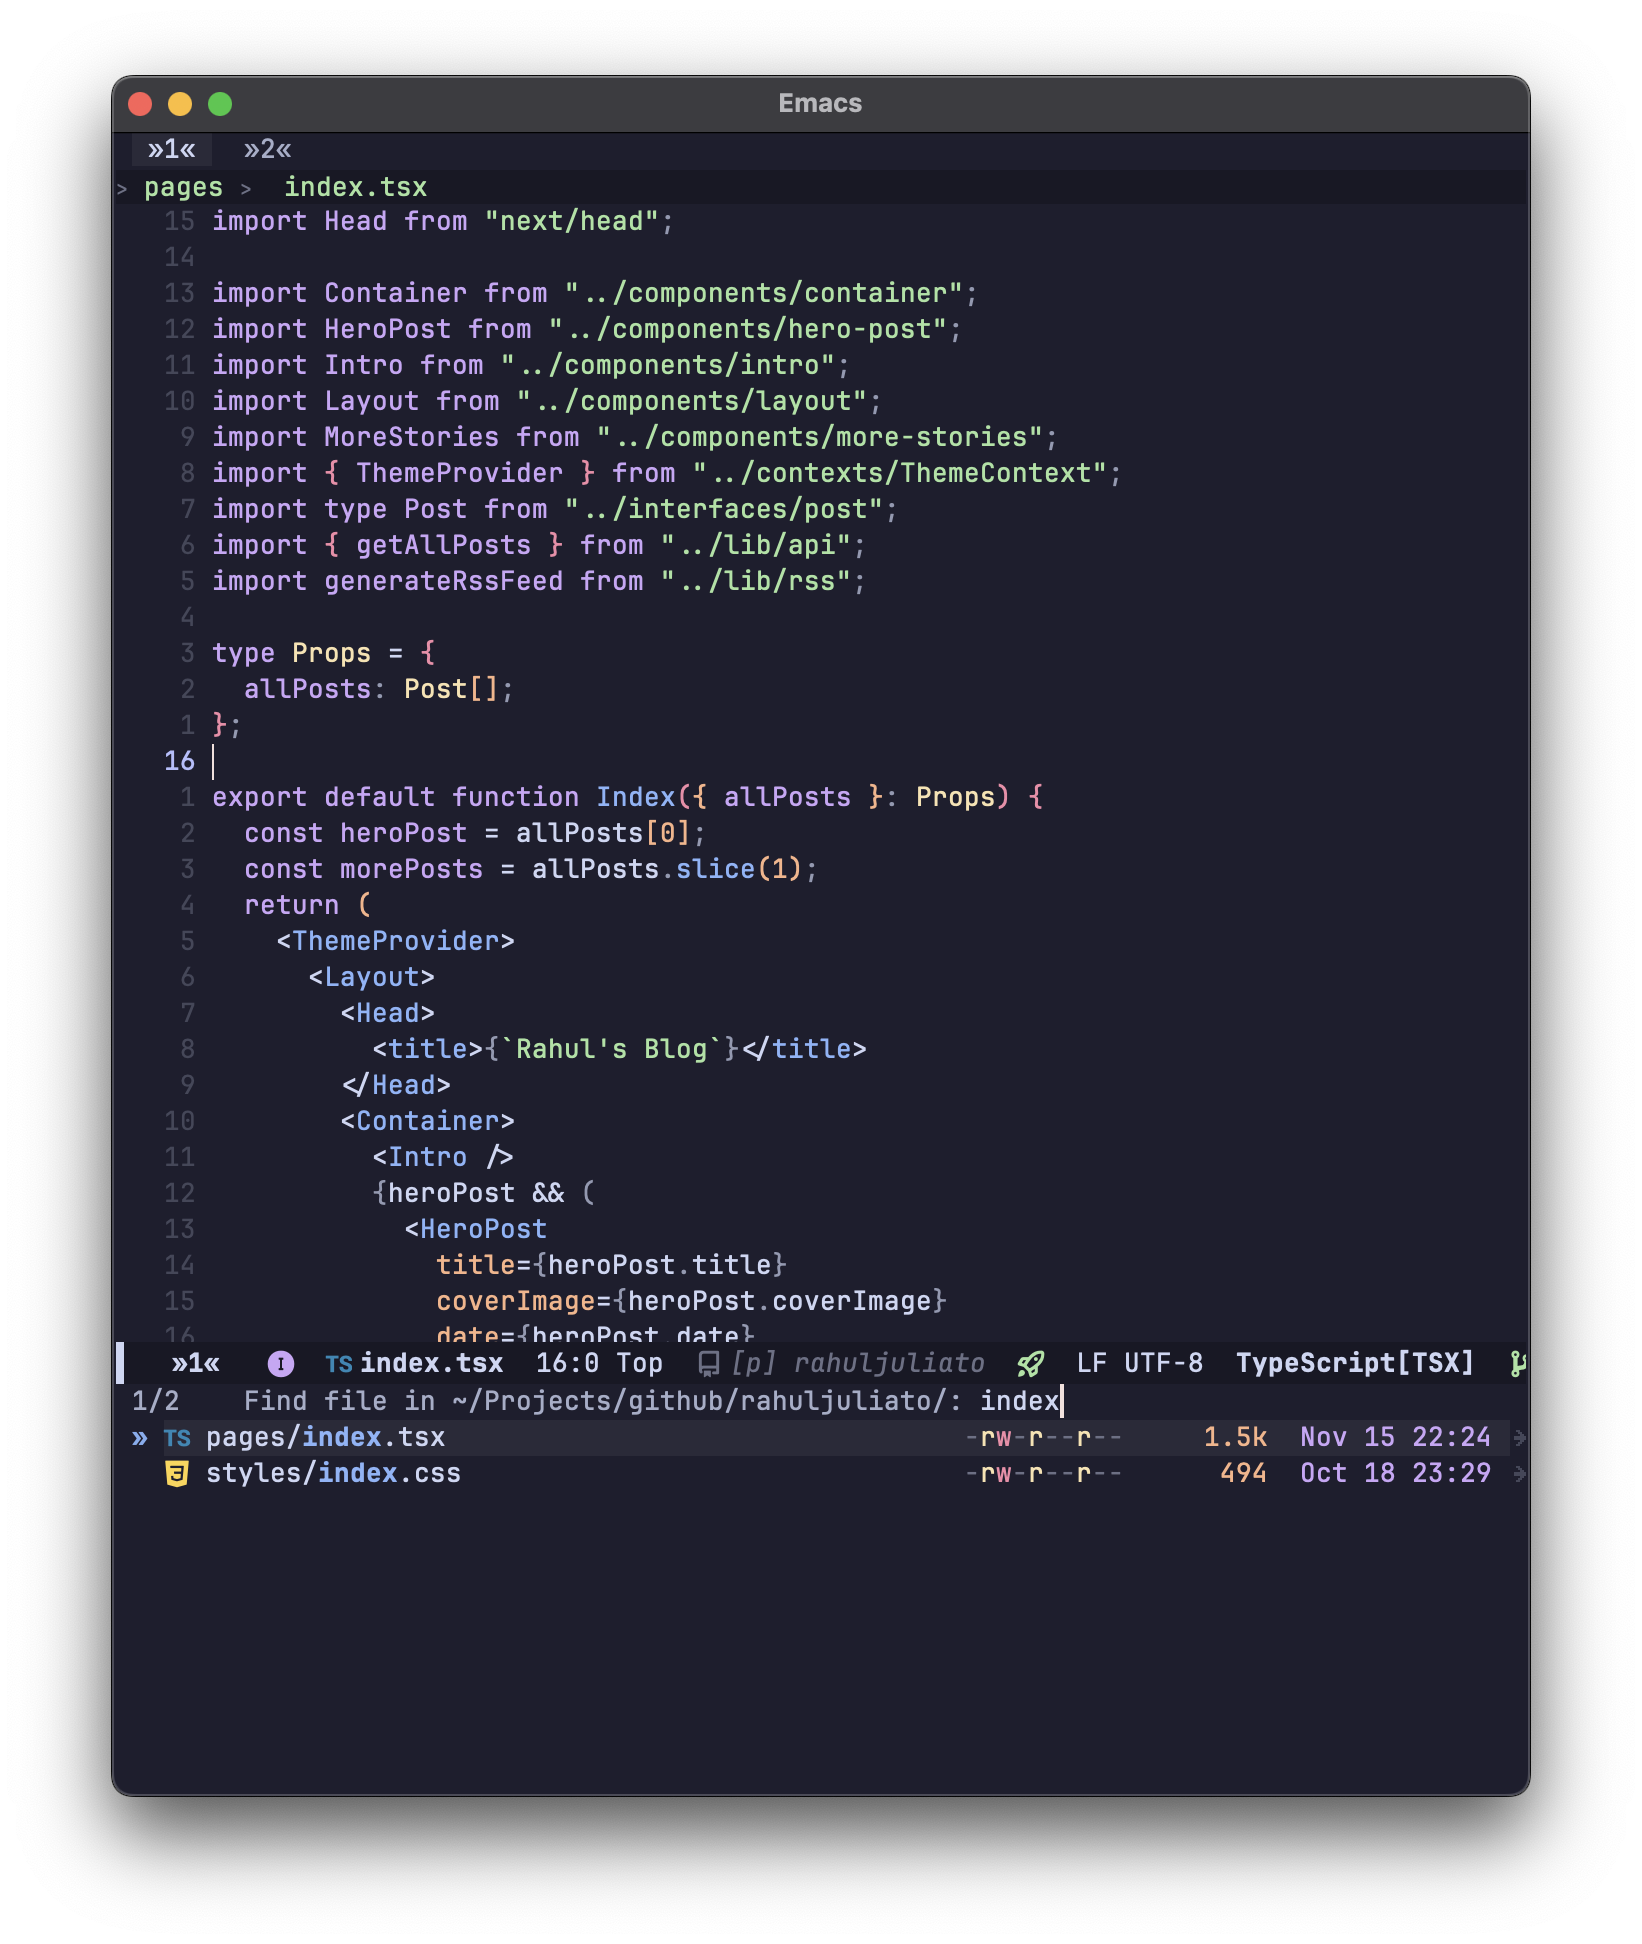 Emacs
»1« »2«
> pages > index.tsx
15 import Head from "next/head";
14
13 import Container from "../components/container";
12 import HeroPost from "../components/hero-post";
11 import Intro from "../components/intro";
10 import Layout from "../components/layout";
9 import MoreStories from "../components/more-stories";
8 import { ThemeProvider } from "../contexts/ThemeContext";
7 import type Post from "../interfaces/post";
6 import { getAllPosts } from "../lib/api";
5 import generateRssFeed from "../lib/rss";
4
3 type Props = {
2   allPosts: Post[];
1 };
16
1 export default function Index({ allPosts }: Props) {
2   const heroPost = allPosts[0];
3   const morePosts = allPosts.slice(1);
4   return (
5     <ThemeProvider>
6       <Layout>
7         <Head>
8           <title>{`Rahul's Blog`}</title>
9         </Head>
10         <Container>
11           <Intro />
12           {heroPost && (
13             <HeroPost
14               title={heroPost.title}
15               coverImage={heroPost.coverImage}
16               date={heroPost.date}
»1« I TS index.tsx 16:0 Top [p] rahuljuliato LF UTF-8 TypeScript[TSX]
1/2 Find file in ~/Projects/github/rahuljuliato/: index
» TS pages/index.tsx -rw-r--r-- 1.5k Nov 15 22:24
3 styles/index.css -rw-r--r-- 494 Oct 18 23:29